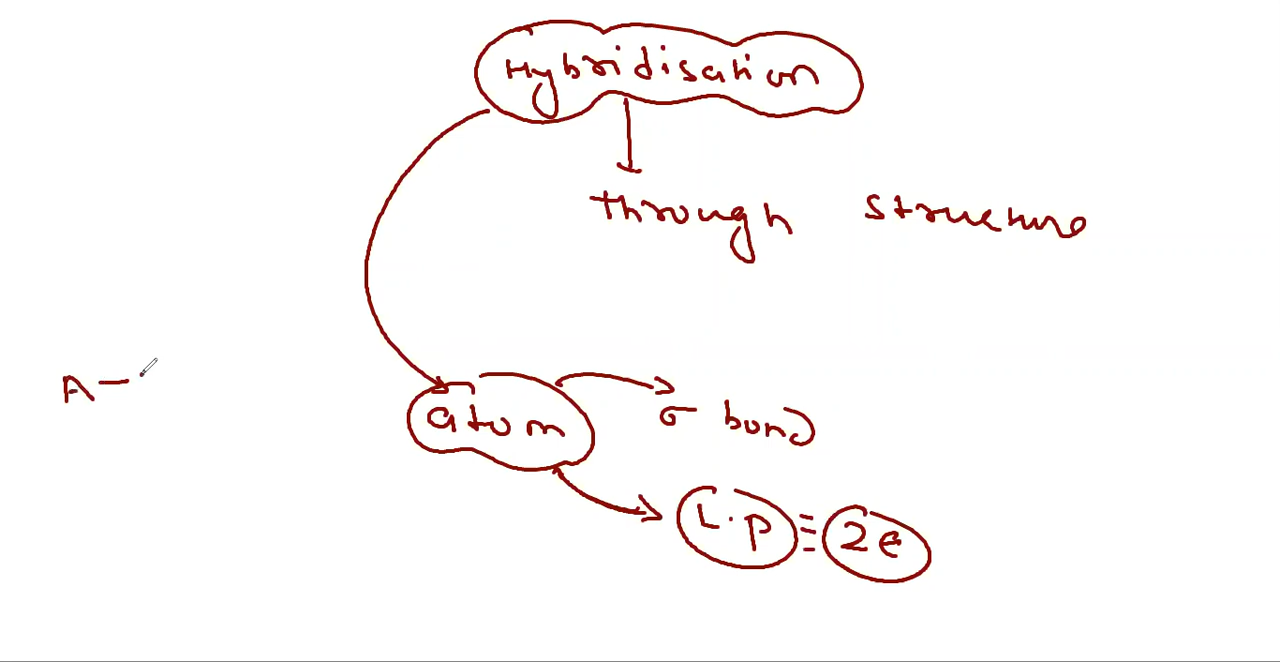 Hybridisation
through structure
A –
atom
σ bond
L.p ≡ 2e